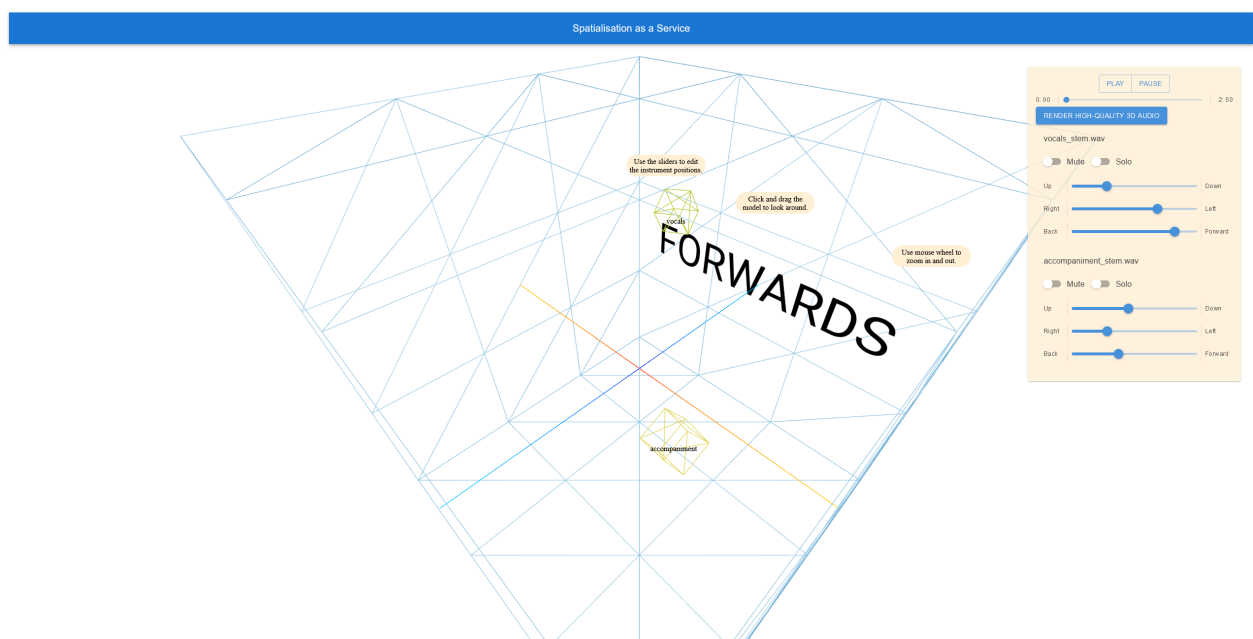 Spatialisation as a Service
PLAY PAUSE
0:00 2:59
RENDER HIGH-QUALITY 3D AUDIO
vocals_stem.wav
Mute Solo
Up Down
Right Left
Back Forward
accompaniment_stem.wav
Mute Solo
Up Down
Right Left
Back Forward
Use the sliders to edit
the instrument positions.
Click and drag the
model to look around.
vocals
FORWARDS
Use mouse wheel to
zoom in and out.
accompaniment